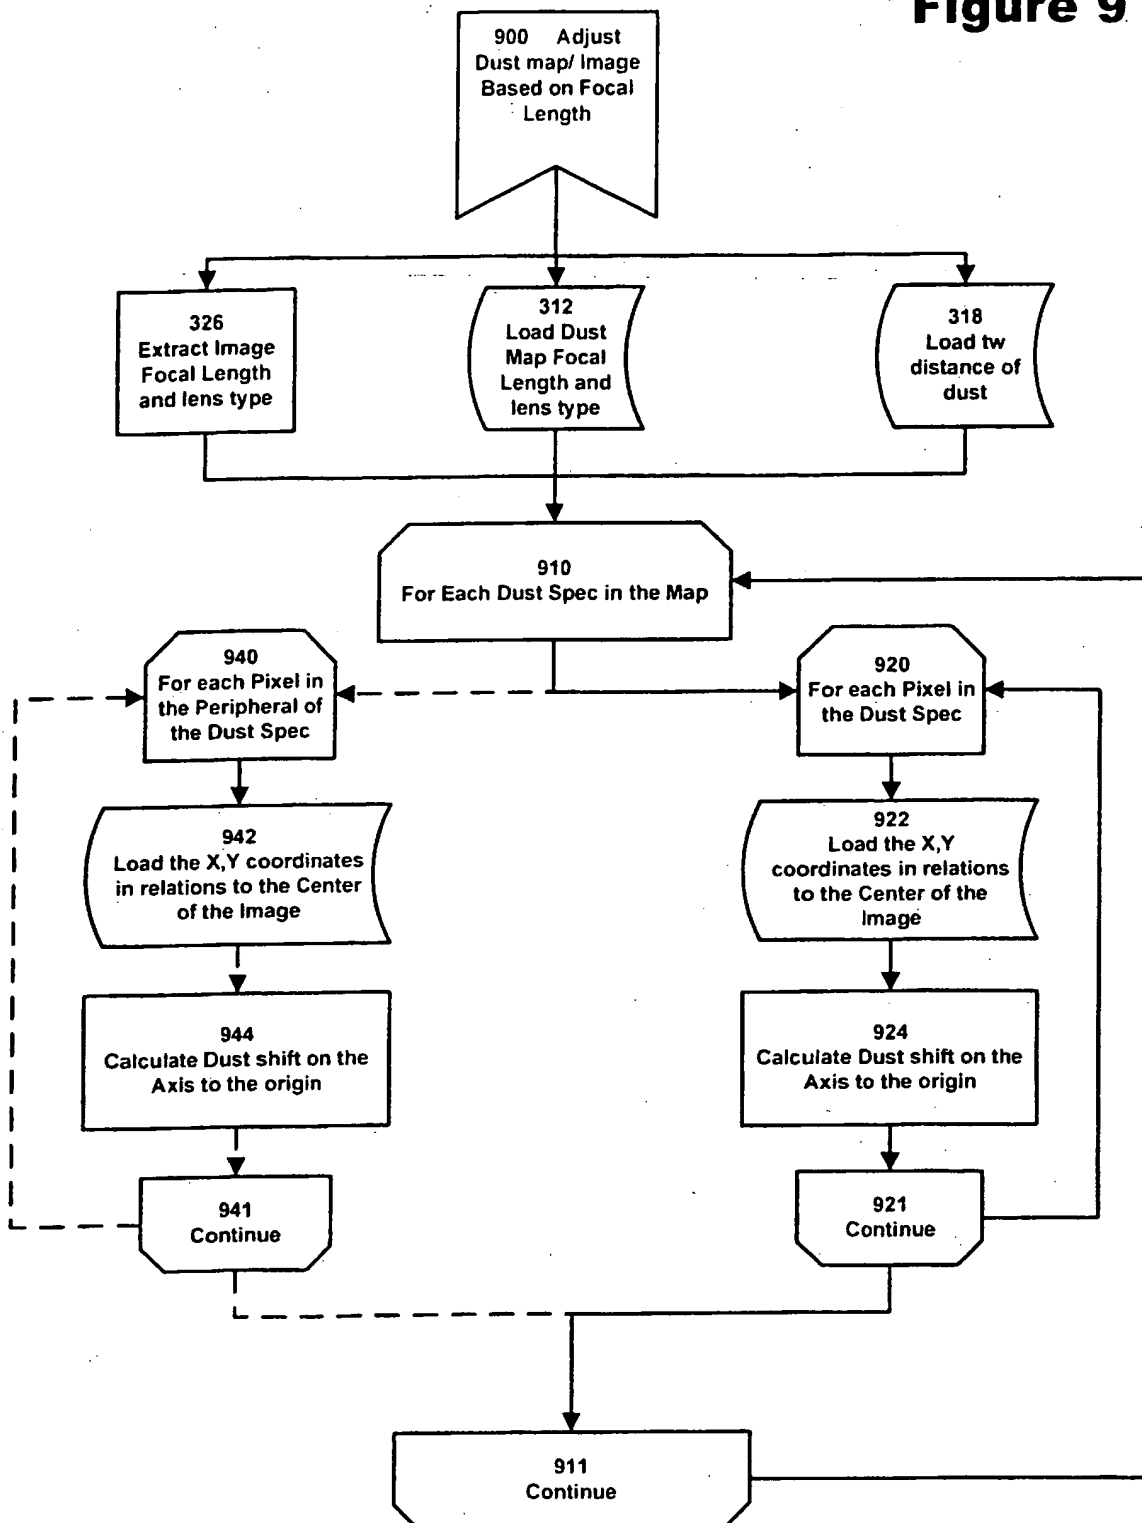 Figure 9
900 Adjust
Dust map/ Image
Based on Focal
Length
326
Extract Image
Focal Length
and lens type
312
Load Dust
Map Focal
Length and
lens type
318
Load tw
distance of
dust
910
For Each Dust Spec in the Map
940
For each Pixel in
the Peripheral of
the Dust Spec
920
For each Pixel in
the Dust Spec
942
Load the X,Y coordinates
in relations to the Center
of the Image
922
Load the X,Y
coordinates in relations
to the Center of the
Image
944
Calculate Dust shift on the
Axis to the origin
924
Calculate Dust shift on the
Axis to the origin
941
Continue
921
Continue
911
Continue